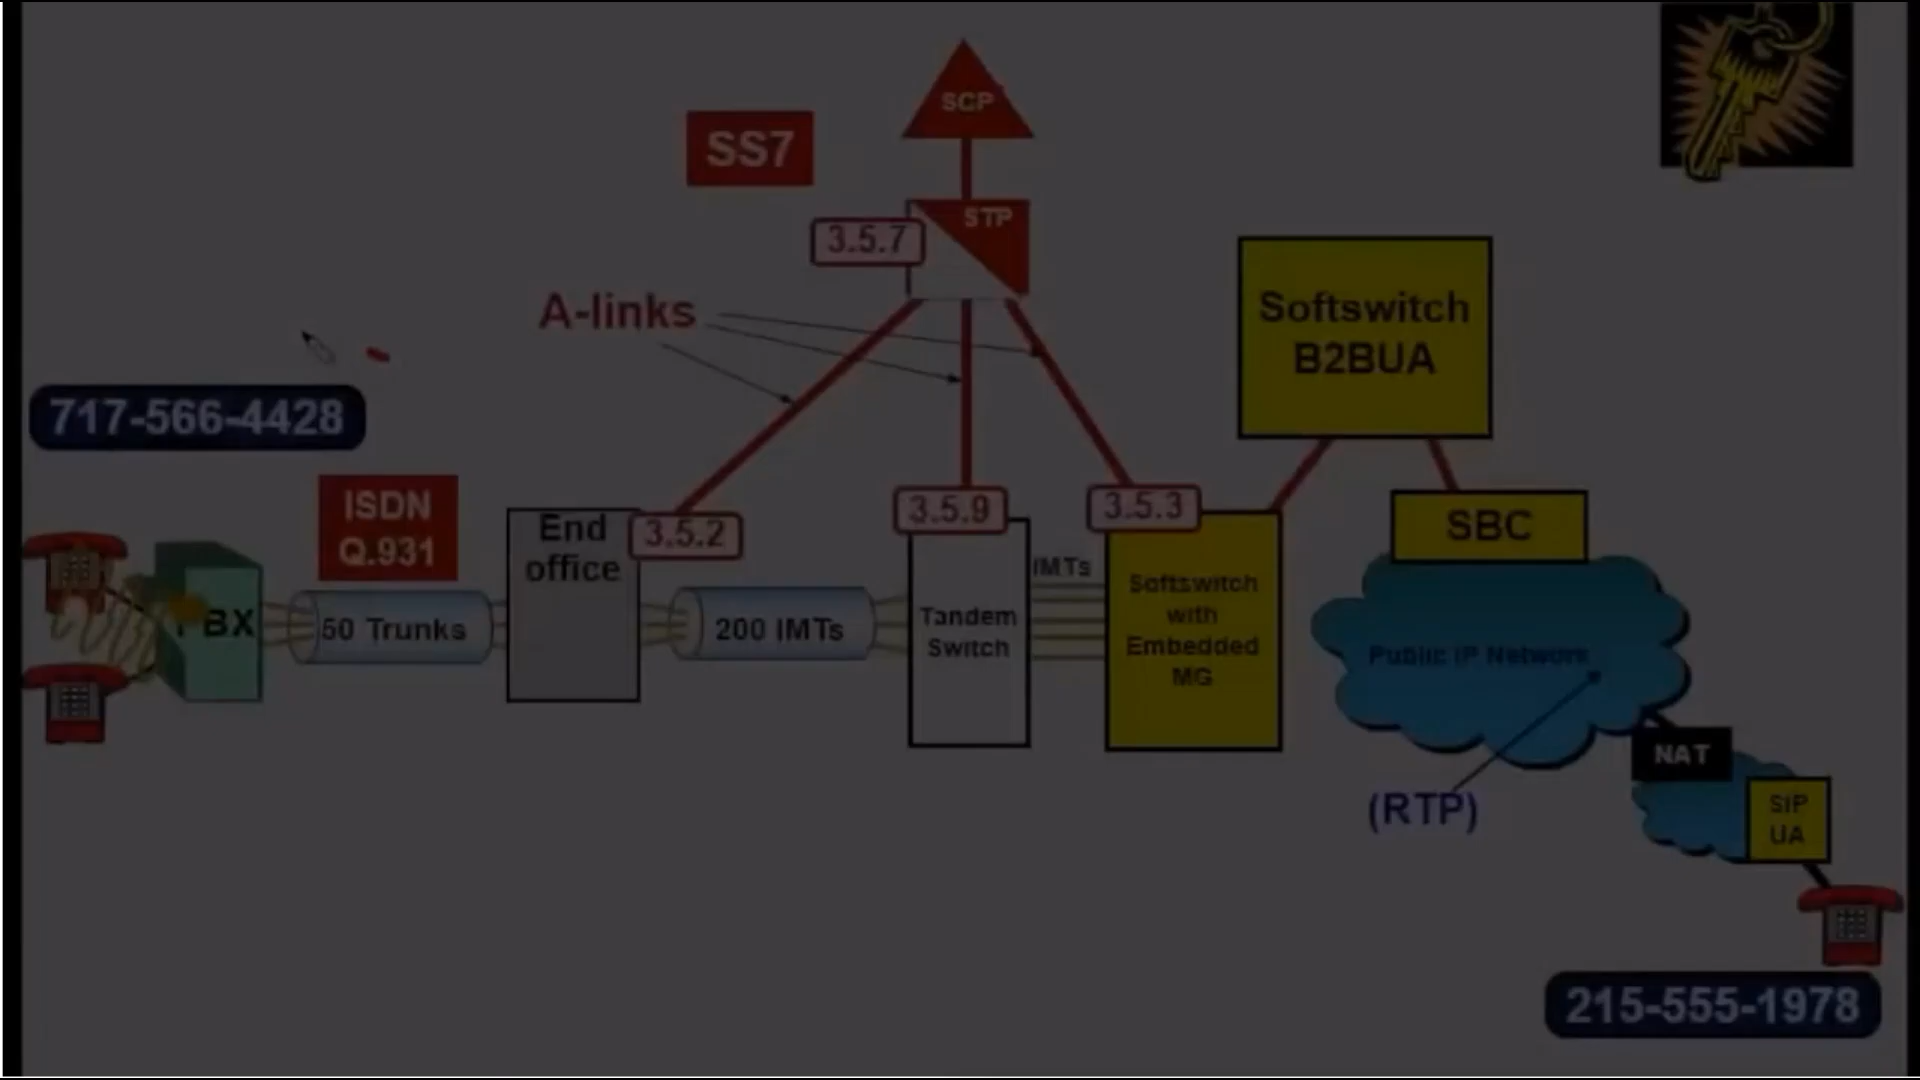 SCP
SS7
STP
3.5.7
A-links
Softswitch
B2BUA
717-566-4428
ISDN
Q.931
End
office
3.5.2
3.5.9
3.5.3
SBC
IMTs
PBX
50 Trunks
200 IMTs
Tandem
Switch
Softswitch
with
Embedded
MG
Public IP Network
NAT
(RTP)
SIP
UA
215-555-1978